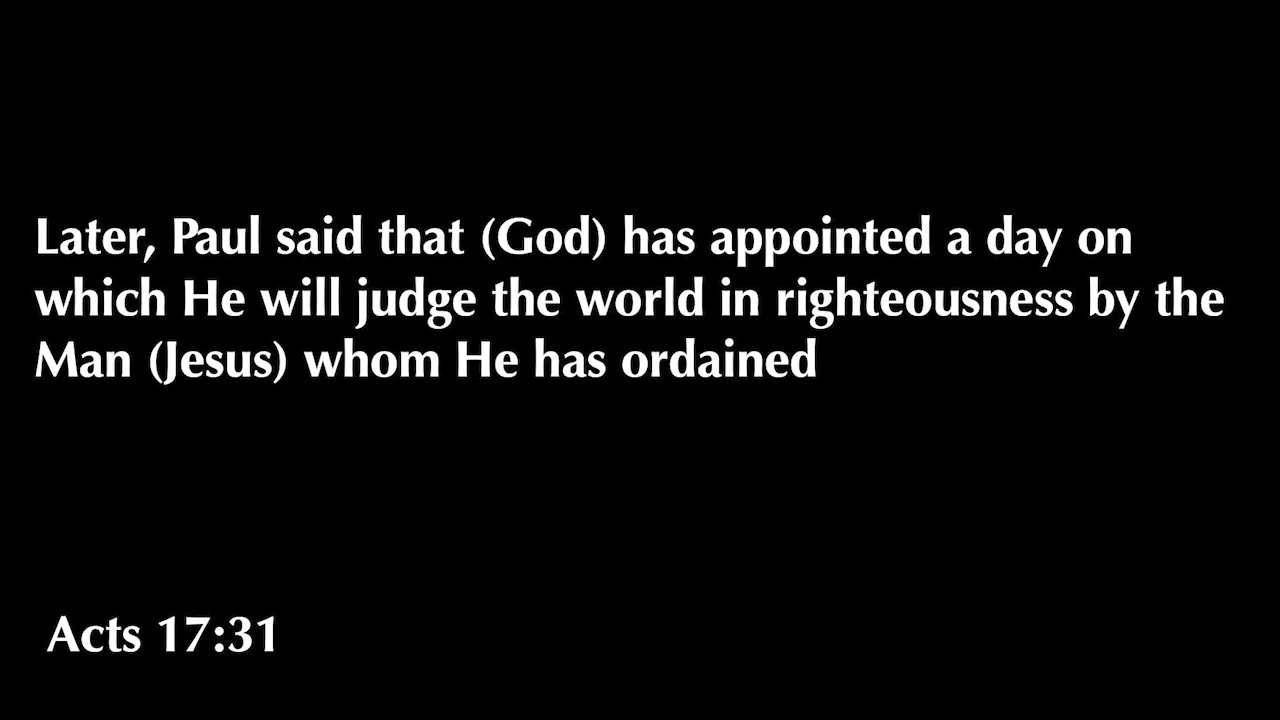 Later, Paul said that (God) has appointed a day on
which He will judge the world in righteousness by the
Man (Jesus) whom He has ordained
Acts 17:31